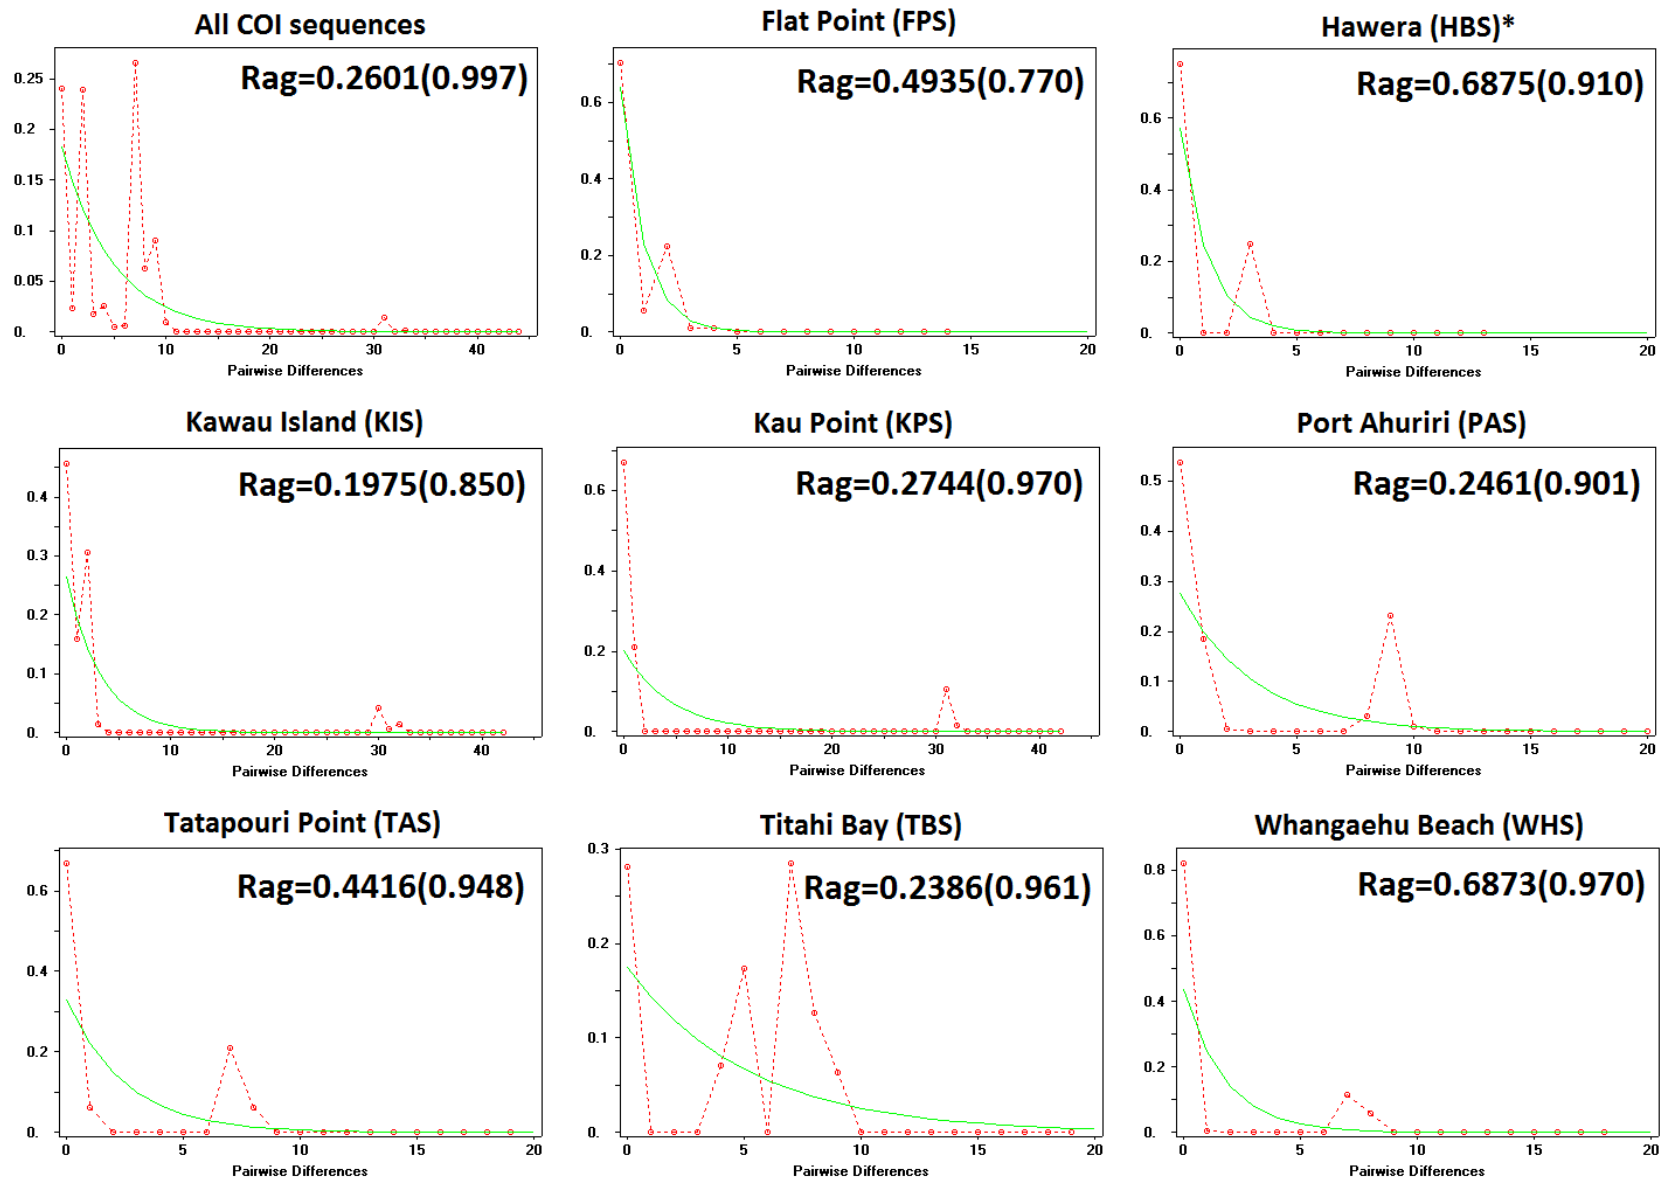 All COI sequences
Rag=0.2601(0.997)
0.25
0.2
0.15
0.1
0.05
0.
0 10 20 30 40
Pairwise Differences
Flat Point (FPS)
Rag=0.4935(0.770)
0.6
0.4
0.2
0.
0 5 10 15 20
Pairwise Differences
Hawera (HBS)*
Rag=0.6875(0.910)
0.6
0.4
0.2
0.
0 5 10 15 20
Pairwise Differences
Kawau Island (KIS)
Rag=0.1975(0.850)
0.4
0.3
0.2
0.1
0.
0 10 20 30 40
Pairwise Differences
Kau Point (KPS)
Rag=0.2744(0.970)
0.6
0.4
0.2
0.
0 10 20 30 40
Pairwise Differences
Port Ahuriri (PAS)
Rag=0.2461(0.901)
0.5
0.4
0.3
0.2
0.1
0.
0 5 10 15 20
Pairwise Differences
Tatapouri Point (TAS)
Rag=0.4416(0.948)
0.6
0.4
0.2
0.
0 5 10 15 20
Pairwise Differences
Titahi Bay (TBS)
Rag=0.2386(0.961)
0.3
0.2
0.1
0.
0 5 10 15 20
Pairwise Differences
Whangaehu Beach (WHS)
Rag=0.6873(0.970)
0.8
0.6
0.4
0.2
0.
0 5 10 15 20
Pairwise Differences